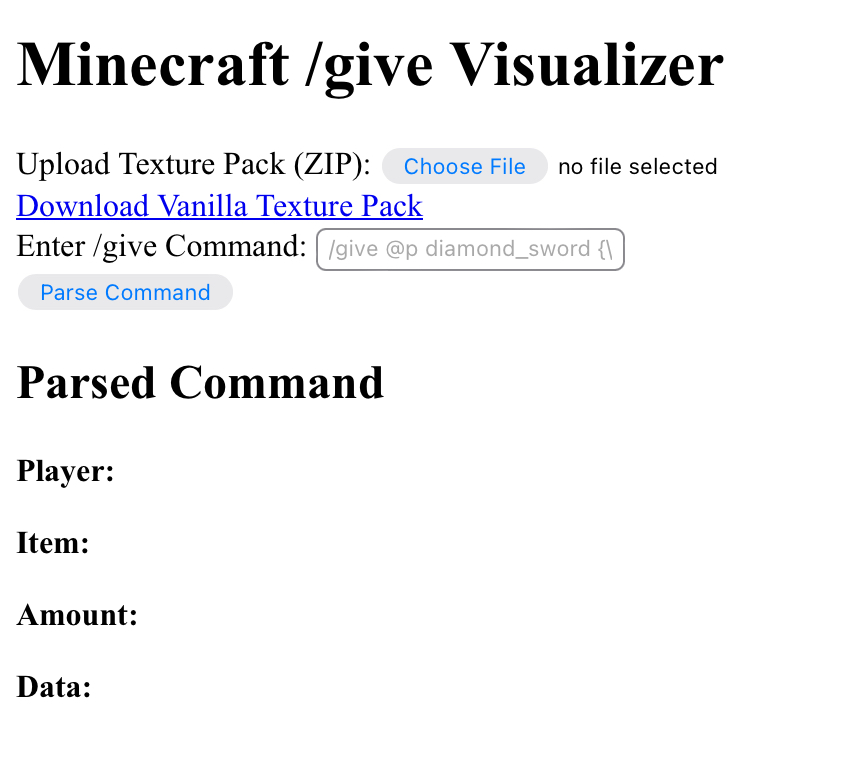 Minecraft /give Visualizer
Upload Texture Pack (ZIP): Choose File no file selected
Download Vanilla Texture Pack
Enter /give Command: /give @p diamond_sword {\
Parse Command
Parsed Command
Player:
Item:
Amount:
Data: